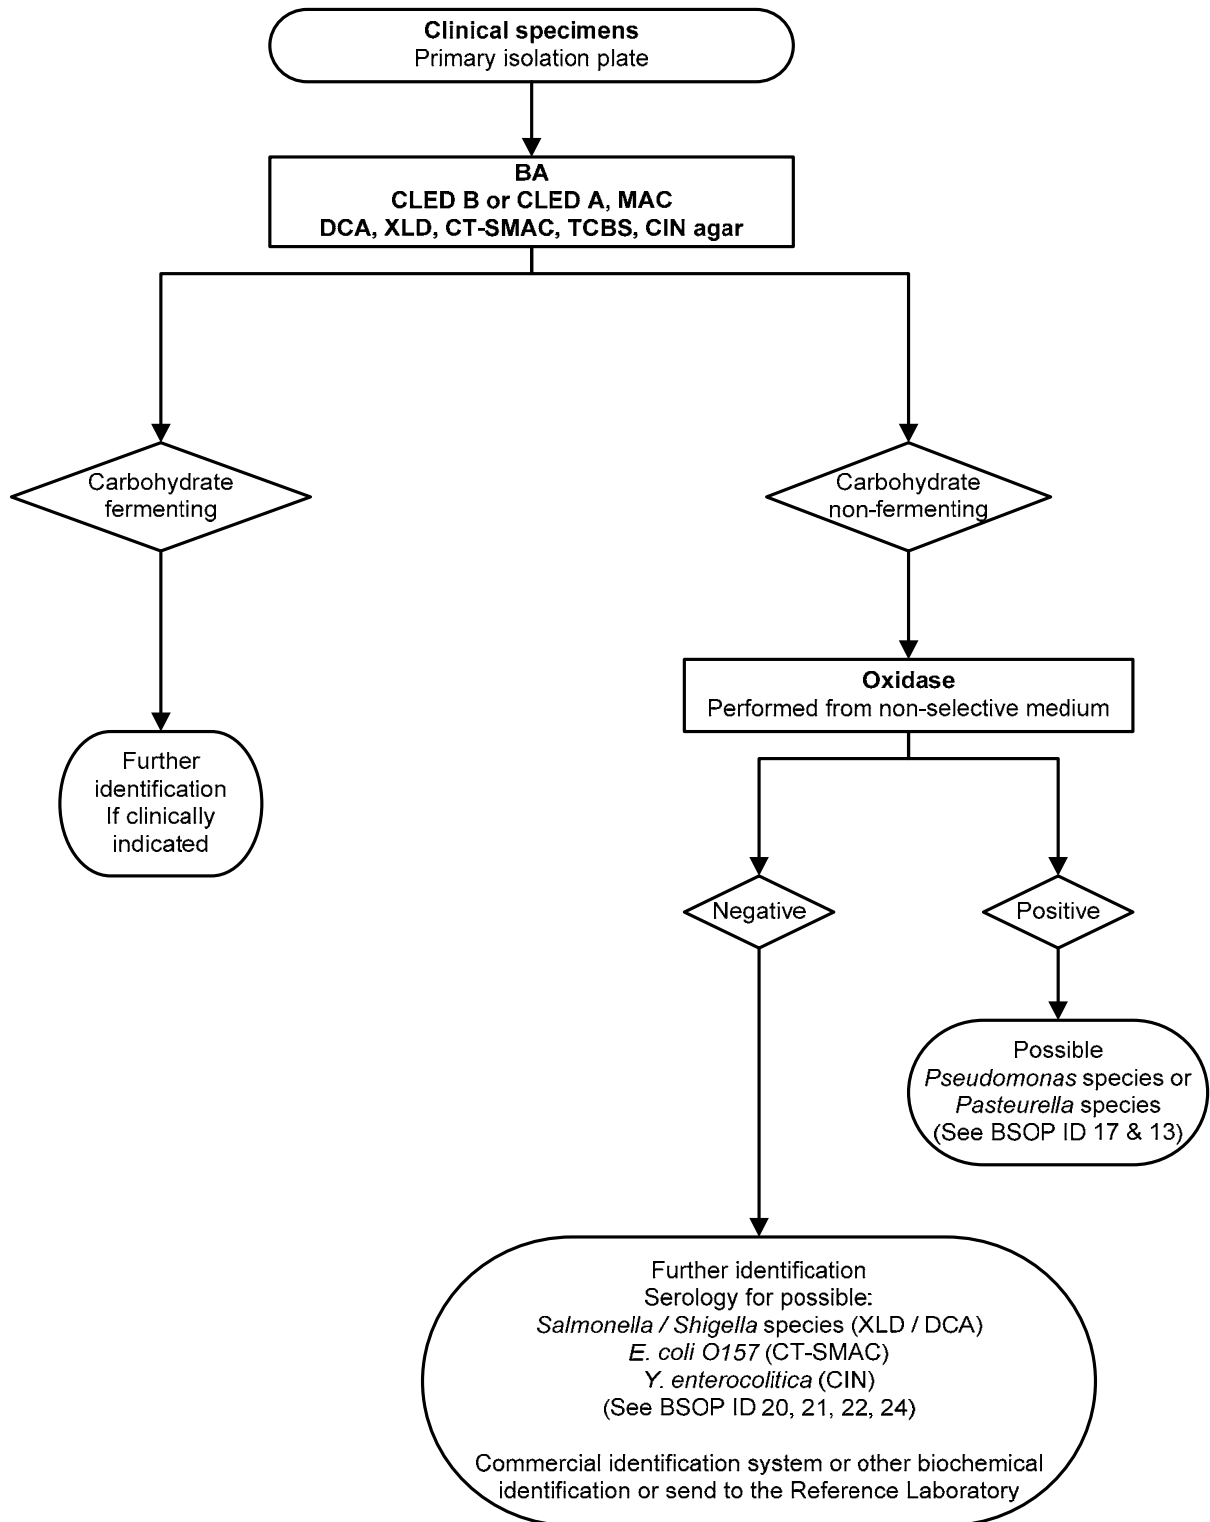 Clinical specimens
Primary isolation plate
BA
CLED B or CLED A, MAC
DCA, XLD, CT-SMAC, TCBS, CIN agar
Carbohydrate
fermenting
Carbohydrate
non-fermenting
Oxidase
Performed from non-selective medium
Further
identification
If clinically
indicated
Negative
Positive
Possible
Pseudomonas species or
Pasteurella species
(See BSOP ID 17 & 13)
Further identification
Serology for possible:
Salmonella / Shigella species (XLD / DCA)
E. coli O157 (CT-SMAC)
Y. enterocolitica (CIN)
(See BSOP ID 20, 21, 22, 24)
Commercial identification system or other biochemical
identification or send to the Reference Laboratory